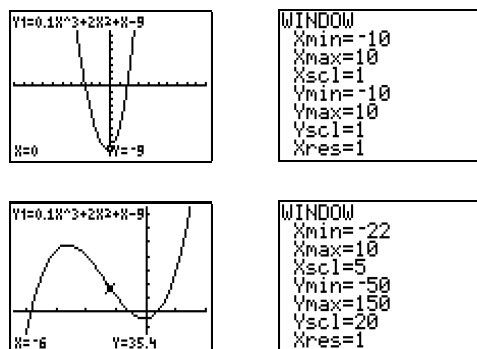 Y1=0.1X^3+2X²+X-9
X=0 Y=-9
WINDOW
Xmin=-10
Xmax=10
Xscl=1
Ymin=-10
Ymax=10
Yscl=1
Xres=1
Y1=0.1X^3+2X²+X-9
X=-6 Y=35.4
WINDOW
Xmin=-22
Xmax=10
Xscl=5
Ymin=-50
Ymax=150
Yscl=20
Xres=1